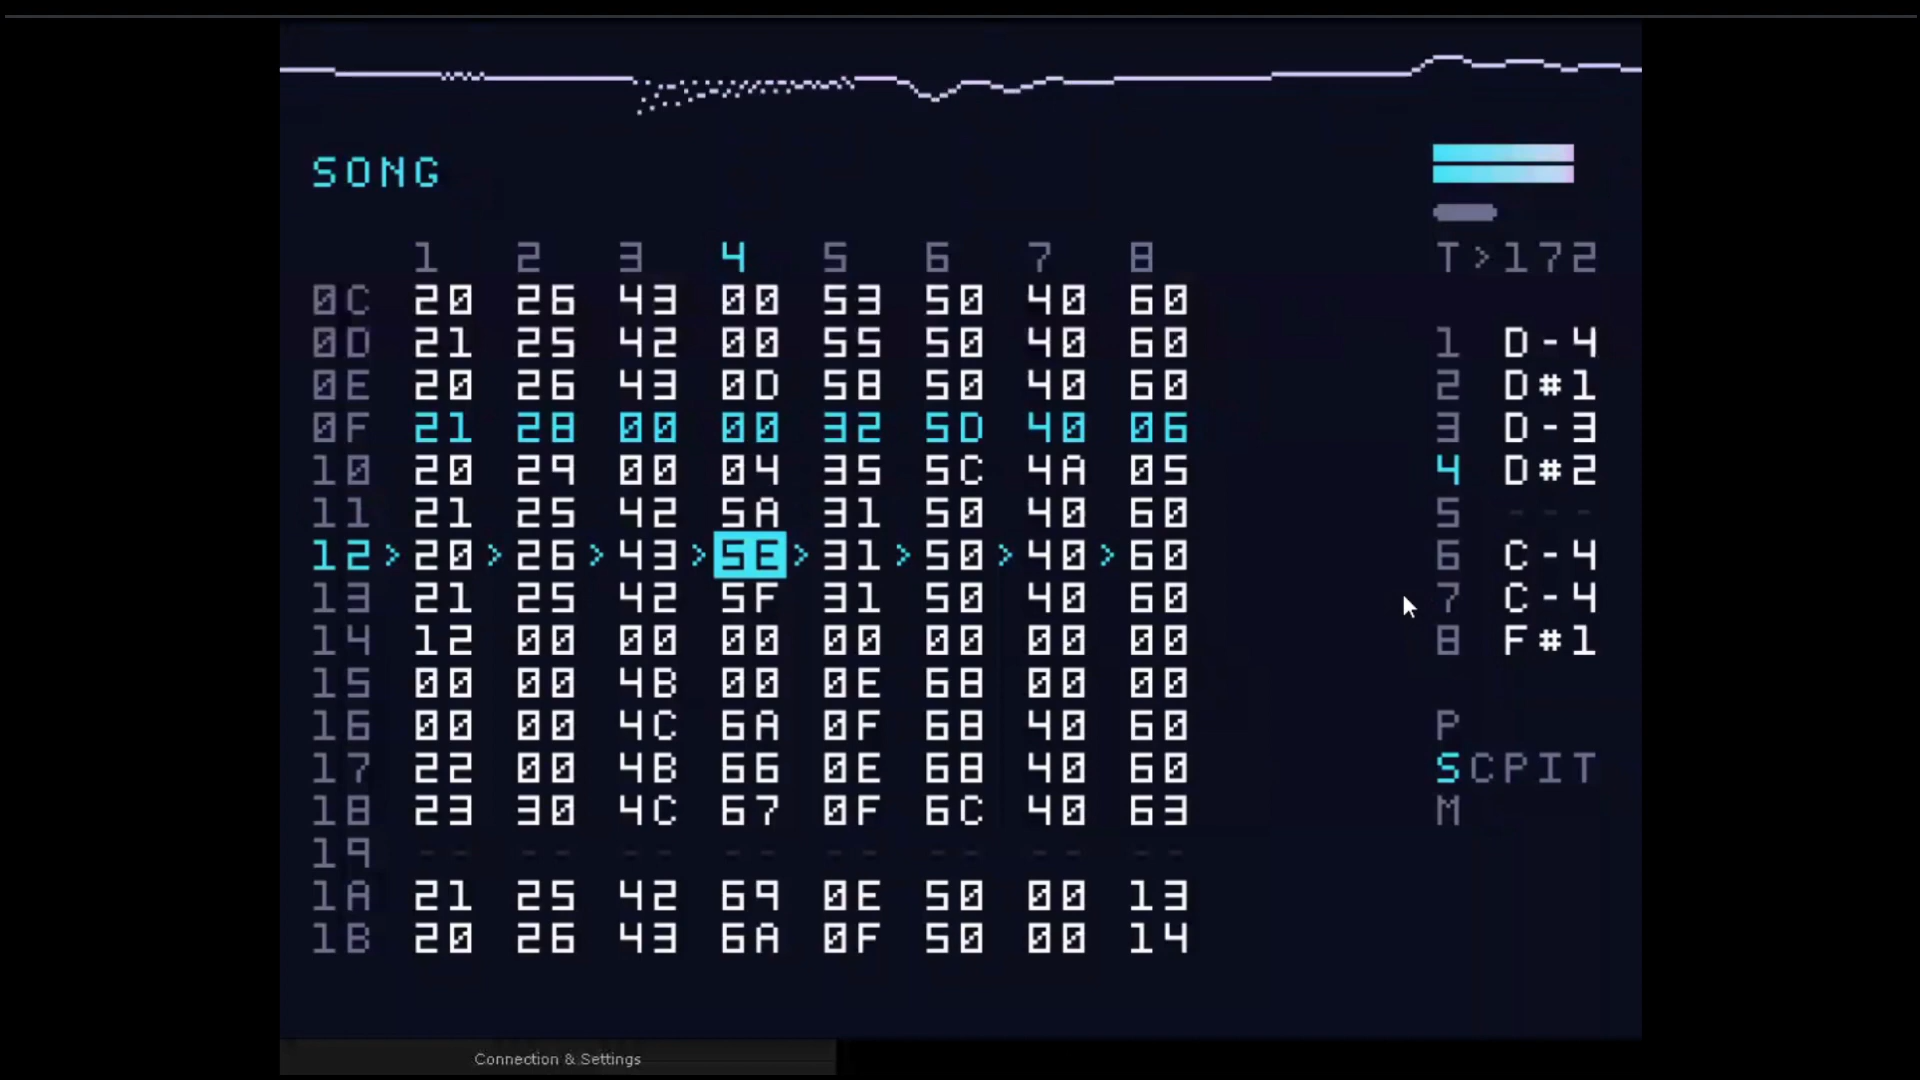 SONG
1 2 3 4 5 6 7 8 T>172
0C 20 26 43 00 53 50 40 60
0D 21 25 42 00 55 50 40 60 1 D-4
0E 20 26 43 0D 58 50 40 60 2 D#1
0F 21 28 00 00 32 5D 40 06 3 D-3
10 20 29 00 04 35 5C 4A 05 4 D#2
11 21 25 42 5A 31 50 40 60 5 ---
12>20>26>43>5E>31>50>40>60 6 C-4
13 21 25 42 5F 31 50 40 60 7 C-4
14 12 00 00 00 00 00 00 00 8 F#1
15 00 00 4B 00 0E 68 00 00
16 00 00 4C 6A 0F 68 40 60 P
17 22 00 4B 66 0E 68 40 60 SCPIT
18 23 30 4C 67 0F 6C 40 63 M
19 -- -- -- -- -- -- -- --
1A 21 25 42 69 0E 50 00 13
1B 20 26 43 6A 0F 50 00 14
Connection & Settings